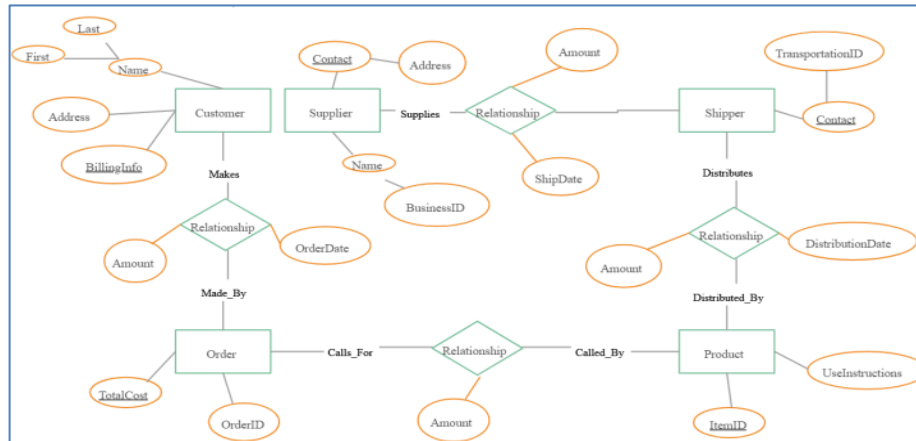 Last
First
Name
Customer
Address
BillingInfo
Contact
Address
Supplier
Supplies
Name
BusinessID
Amount
Relationship
ShipDate
TransportationID
Shipper
Contact
Makes
Relationship
Amount
OrderDate
Made_By
Distributes
Relationship
Amount
DistributionDate
Distributed_By
Order
Calls_For
Relationship
Called_By
Product
TotalCost
OrderID
Amount
UseInstructions
ItemID